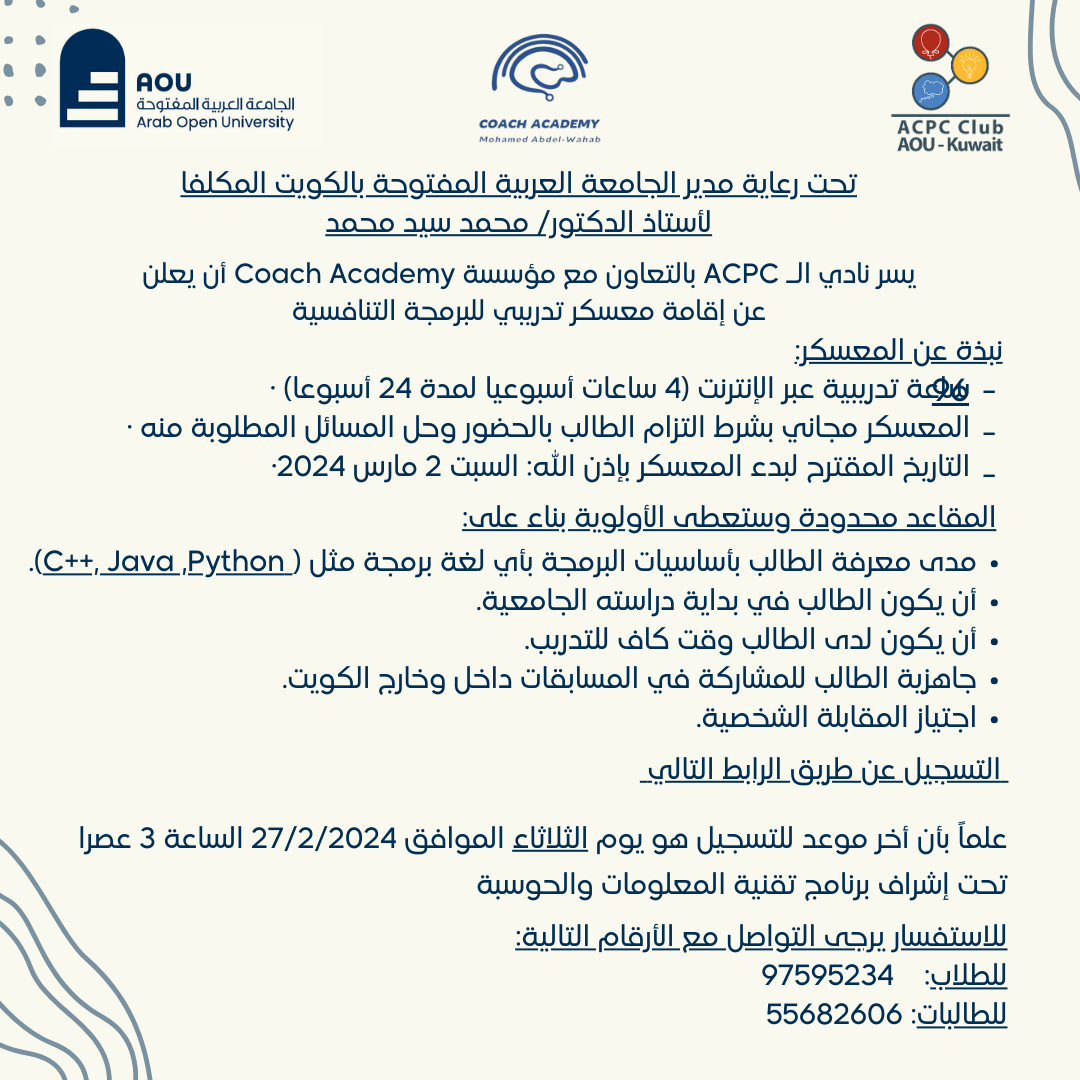 AOU
الجامعة العربية المفتوحة
Arab Open University
COACH ACADEMY
Mohamed Abdel-Wahab
ACPC Club
AOU - Kuwait
تحت رعاية مدير الجامعة العربية المفتوحة بالكويت المكلفا
لأستاذ الدكتور/ محمد سيد محمد
يسر نادي الـ ACPC بالتعاون مع مؤسسة Coach Academy أن يعلن
عن إقامة معسكر تدريبي للبرمجة التنافسية
نبذة عن المعسكر:
- 96 ساعة تدريبية عبر الإنترنت (4 ساعات أسبوعيا لمدة 24 أسبوعا) ·
- المعسكر مجاني بشرط التزام الطالب بالحضور وحل المسائل المطلوبة منه ·
- التاريخ المقترح لبدء المعسكر بإذن الله: السبت 2 مارس 2024·
المقاعد محدودة وستعطى الأولوية بناء على:
• مدى معرفة الطالب بأساسيات البرمجة بأي لغة برمجة مثل ( C++, Java ,Python).
• أن يكون الطالب في بداية دراسته الجامعية.
• أن يكون لدى الطالب وقت كاف للتدريب.
• جاهزية الطالب للمشاركة في المسابقات داخل وخارج الكويت.
• اجتياز المقابلة الشخصية.
التسجيل عن طريق الرابط التالي
علماً بأن أخر موعد للتسجيل هو يوم الثلاثاء الموافق 27/2/2024 الساعة 3 عصرا
تحت إشراف برنامج تقنية المعلومات والحوسبة
للاستفسار يرجى التواصل مع الأرقام التالية:
للطلاب: 97595234
للطالبات: 55682606